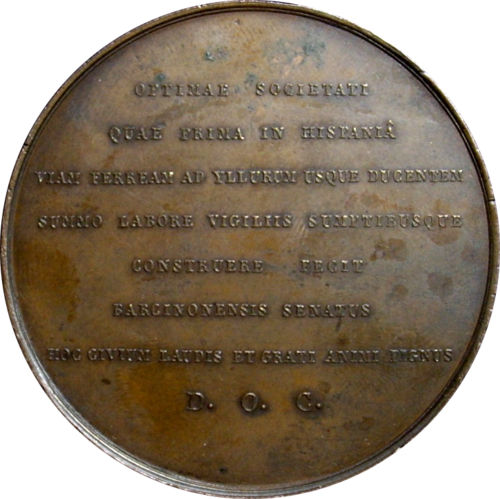 OPTIMAE SOCIETATI
QUAE PRIMA IN HISPANIÂ
VIAM FERREAM AD YLLURUM USQUE DUCENTEM
SUMMO LABORE VIGILIIS SUMPTIBUSQUE
CONSTRUERE FECIT
BARCINONENSIS SENATUS
HOC CIVIUM LAUDIS ET GRATI ANIMI PIGNUS
D. O. C.